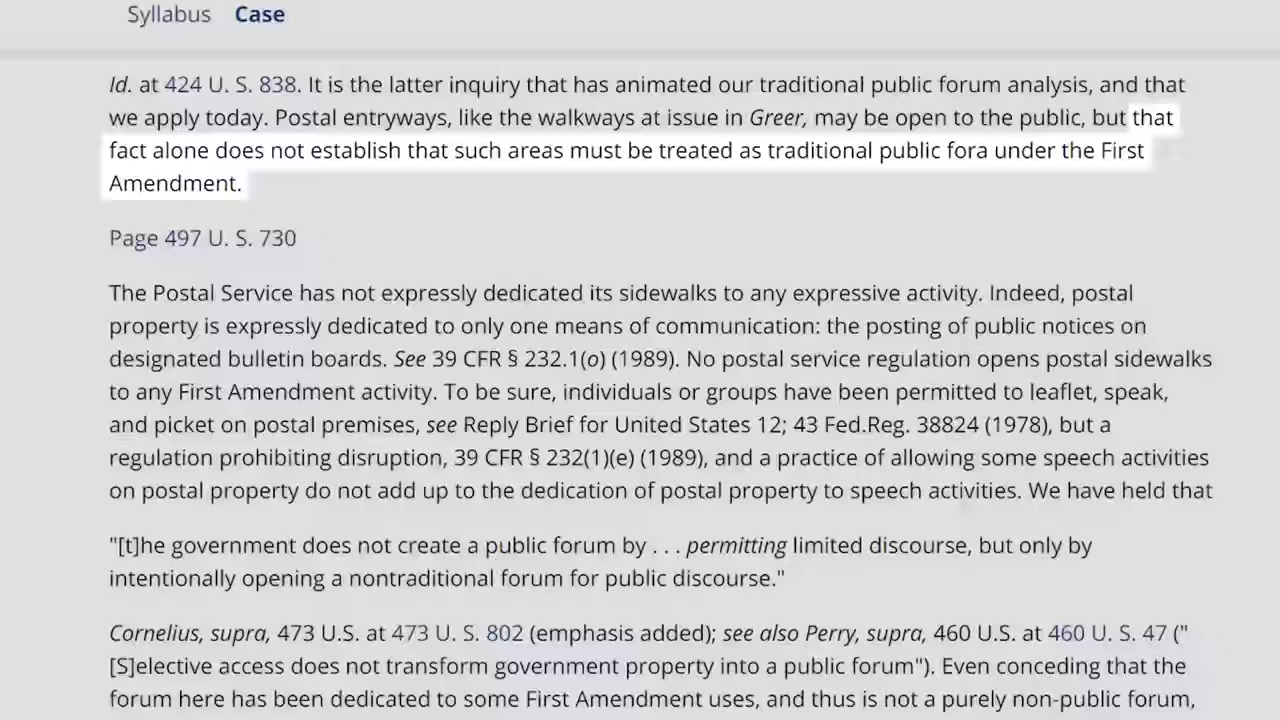 Syllabus Case
Id. at 424 U. S. 838. It is the latter inquiry that has animated our traditional public forum analysis, and that
we apply today. Postal entryways, like the walkways at issue in Greer, may be open to the public, but that
fact alone does not establish that such areas must be treated as traditional public fora under the First
Amendment.
Page 497 U. S. 730
The Postal Service has not expressly dedicated its sidewalks to any expressive activity. Indeed, postal
property is expressly dedicated to only one means of communication: the posting of public notices on
designated bulletin boards. See 39 CFR § 232.1(o) (1989). No postal service regulation opens postal sidewalks
to any First Amendment activity. To be sure, individuals or groups have been permitted to leaflet, speak,
and picket on postal premises, see Reply Brief for United States 12; 43 Fed.Reg. 38824 (1978), but a
regulation prohibiting disruption, 39 CFR § 232(1)(e) (1989), and a practice of allowing some speech activities
on postal property do not add up to the dedication of postal property to speech activities. We have held that
"[t]he government does not create a public forum by . . . permitting limited discourse, but only by
intentionally opening a nontraditional forum for public discourse."
Cornelius, supra, 473 U.S. at 473 U. S. 802 (emphasis added); see also Perry, supra, 460 U.S. at 460 U. S. 47 ("
[S]elective access does not transform government property into a public forum"). Even conceding that the
forum here has been dedicated to some First Amendment uses, and thus is not a purely non-public forum,